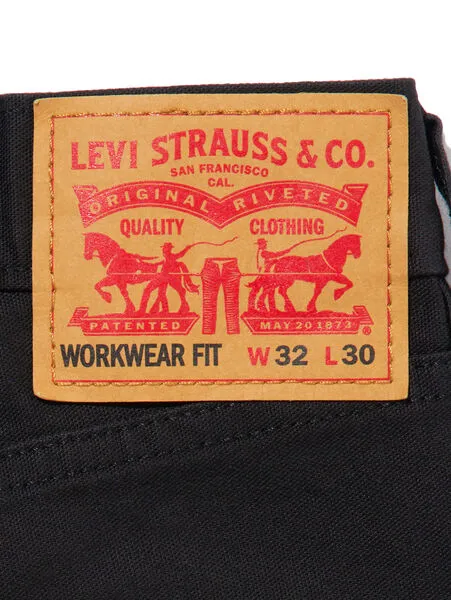 LEVI STRAUSS & CO.
SAN FRANCISCO
CAL.
ORIGINAL RIVETED
QUALITY CLOTHING
PATENTED MAY 20 1873 ®
WORKWEAR FIT W 32 L 30